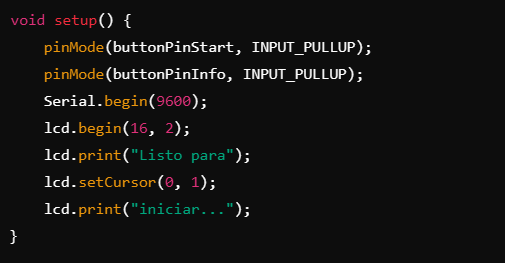 void setup() {
    pinMode(buttonPinStart, INPUT_PULLUP);
    pinMode(buttonPinInfo, INPUT_PULLUP);
    Serial.begin(9600);
    lcd.begin(16, 2);
    lcd.print("Listo para");
    lcd.setCursor(0, 1);
    lcd.print("iniciar...");
}